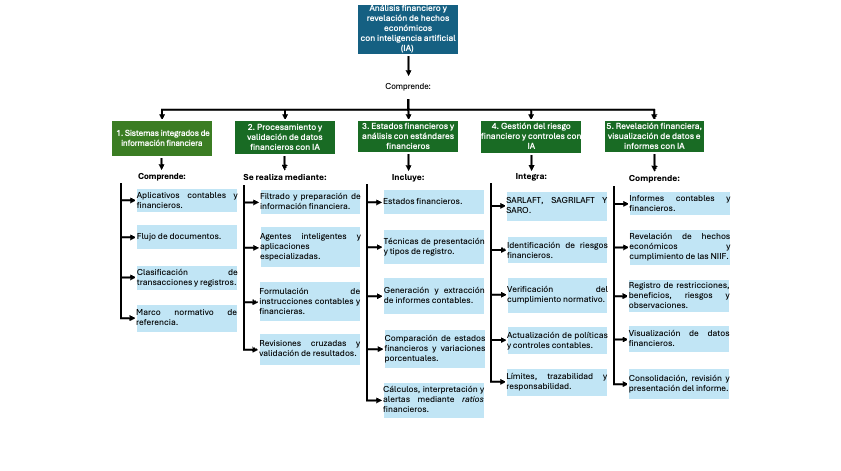 Análisis financiero y
revelación de hechos
económicos
con inteligencia artificial
(IA)
Comprende:
1. Sistemas integrados de
información financiera
Comprende:
Aplicativos contables y
financieros.
Flujo de documentos.
Clasificación de
transacciones y registros.
Marco normativo de
referencia.
2. Procesamiento y
validación de datos
financieros con IA
Se realiza mediante:
Filtrado y preparación de
información financiera.
Agentes inteligentes y
aplicaciones
especializadas.
Formulación de
instrucciones contables y
financieras.
Revisiones cruzadas y
validación de resultados.
3. Estados financieros y
análisis con estándares
financieros
Incluye:
Estados financieros.
Técnicas de presentación
y tipos de registro.
Generación y extracción
de informes contables.
Comparación de estados
financieros y variaciones
porcentuales.
Cálculos, interpretación y
alertas mediante ratios
financieros.
4. Gestión del riesgo
financiero y controles con
IA
Integra:
SARLAFT, SAGRILAFT Y
SARO.
Identificación de riesgos
financieros.
Verificación del
cumplimiento normativo.
Actualización de políticas
y controles contables.
Límites, trazabilidad y
responsabilidad.
5. Revelación financiera,
visualización de datos e
informes con IA
Comprende:
Informes contables y
financieros.
Revelación de hechos
económicos y
cumplimiento de las NIIF.
Registro de restricciones,
beneficios, riesgos y
observaciones.
Visualización de datos
financieros.
Consolidación, revisión y
presentación del informe.